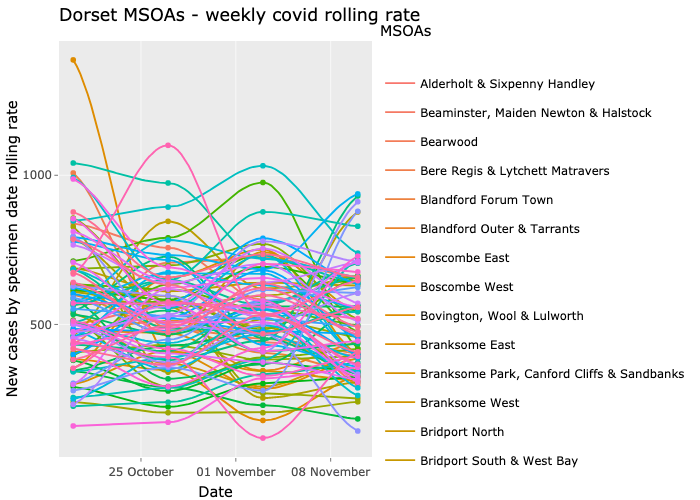 Dorset MSOAs - weekly covid rolling rate
MSOAs
New cases by specimen date rolling rate
1000
500
25 October
01 November
08 November
Date
Alderholt & Sixpenny Handley
Beaminster, Maiden Newton & Halstock
Bearwood
Bere Regis & Lytchett Matravers
Blandford Forum Town
Blandford Outer & Tarrants
Boscombe East
Boscombe West
Bovington, Wool & Lulworth
Branksome East
Branksome Park, Canford Cliffs & Sandbanks
Branksome West
Bridport North
Bridport South & West Bay